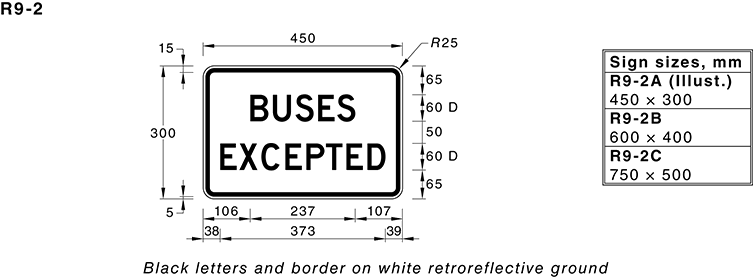 R9-2
15
450
R25
65
60 D
50
60 D
65
300
5
BUSES
EXCEPTED
106
237
107
38
373
39
Sign sizes, mm
R9-2A (Illust.)
450 × 300
R9-2B
600 × 400
R9-2C
750 × 500
Black letters and border on white retroreflective ground